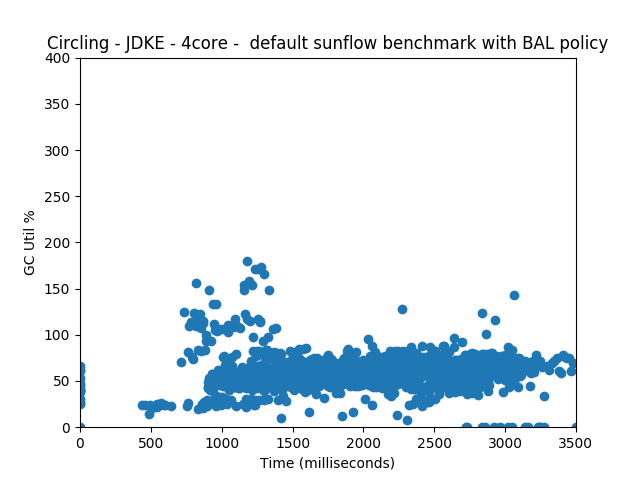 Circling - JDKE - 4core -  default sunflow benchmark with BAL policy
400
350
300
250
200
150
100
50
0
GC Util %
0 500 1000 1500 2000 2500 3000 3500
Time (milliseconds)